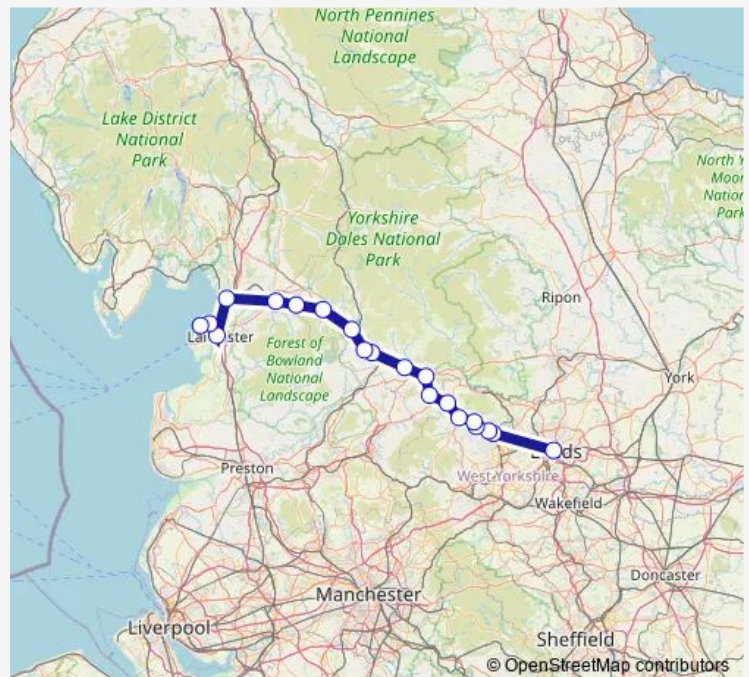 North Pennines
National
Landscape
Lake District
National
Park
North Y
Moor
Nation
Park
Yorkshire
Dales National
Park
Ripon
Forest of
Bowland
National
Landscape
York
Preston
West Yorkshire
Wakefield
Doncaster
Manchester
Liverpool
Sheffield
© OpenStreetMap contributors